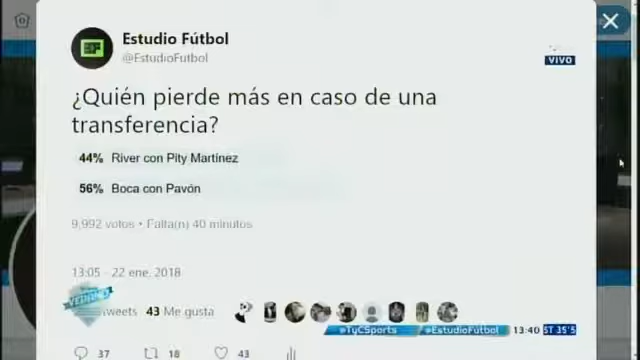 Estudio Fútbol
@EstudioFutbol
VIVO
¿Quién pierde más en caso de una
transferencia?
44% River con Pity Martínez
56% Boca con Pavón
9,992 votos • Falta(n) 40 minutos
13:05 - 22 ene. 2018
43 Me gusta
@TyCSports @EstudioFútbol 13:40 ST 35'5
37 18 43